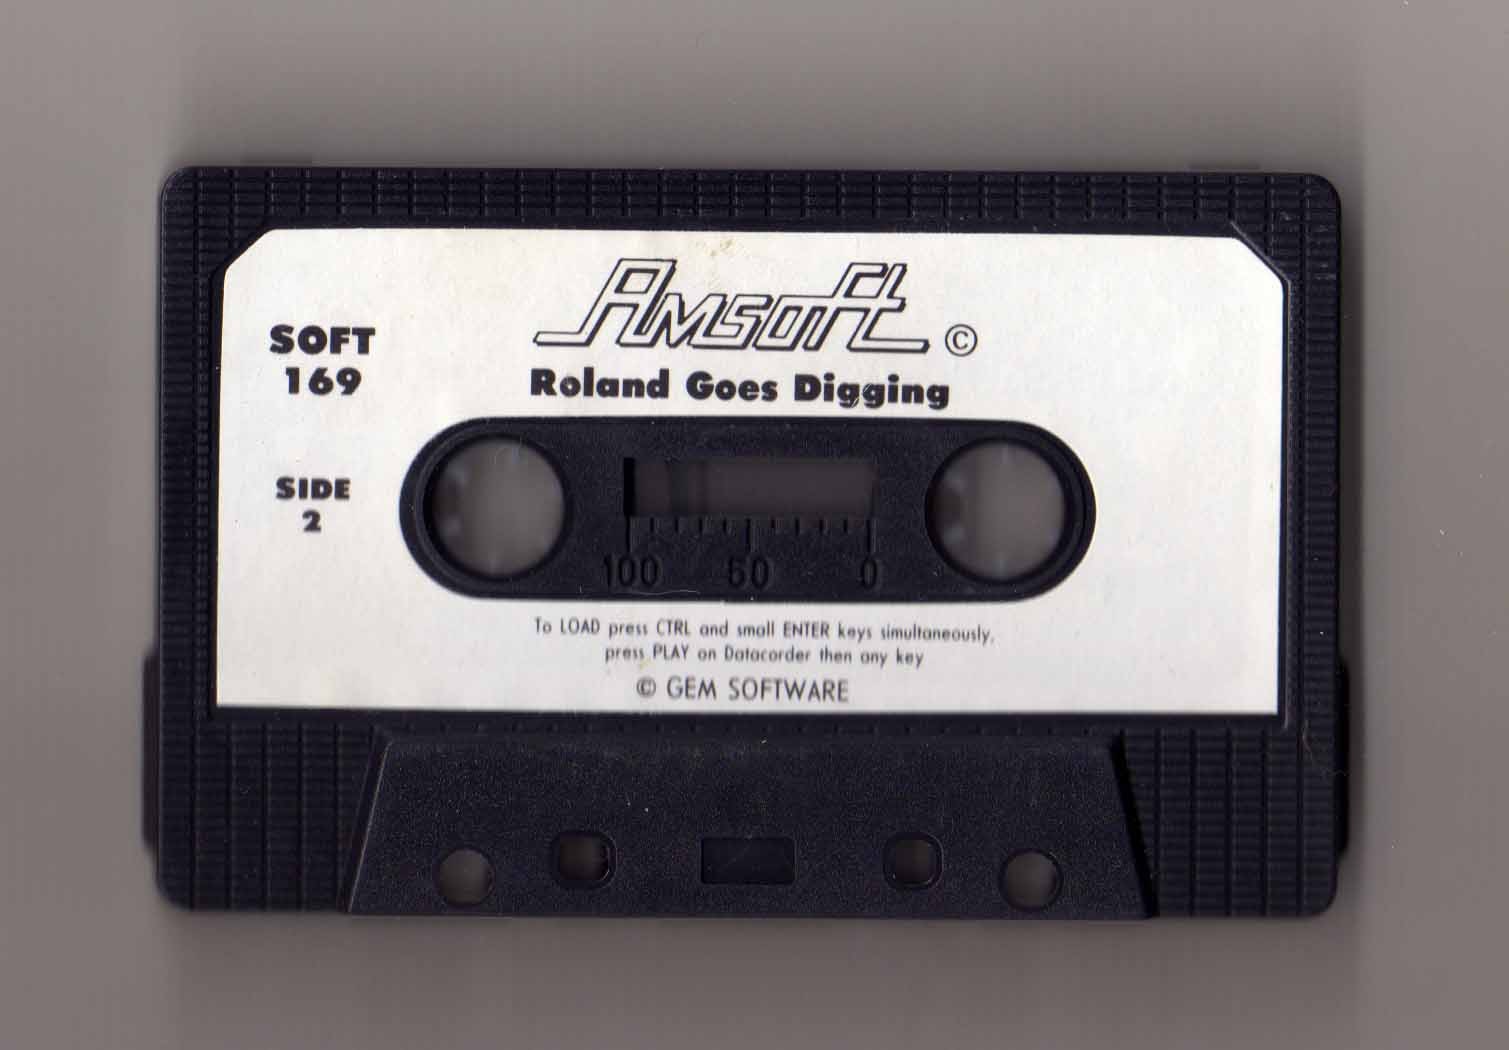 Amsoft ©
Roland Goes Digging
SOFT
169
SIDE
2
100 50 0
To LOAD press CTRL and small ENTER keys simultaneously,
press PLAY on Datacorder then any key
© GEM SOFTWARE